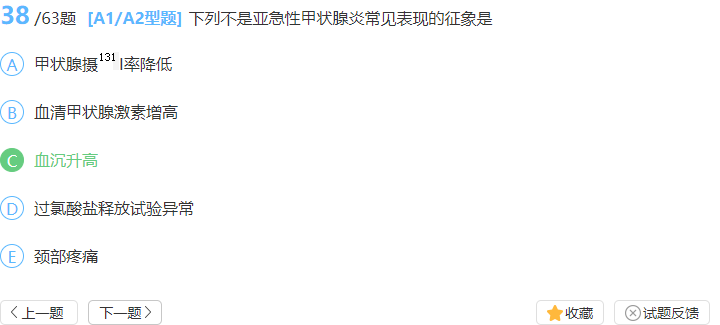 38/63题 [A1/A2型题] 下列不是亚急性甲状腺炎常见表现的征象是
A 甲状腺摄¹³¹I率降低
B 血清甲状腺激素增高
C 血沉升高
D 过氯酸盐释放试验异常
E 颈部疼痛
上一题 下一题 收藏 试题反馈